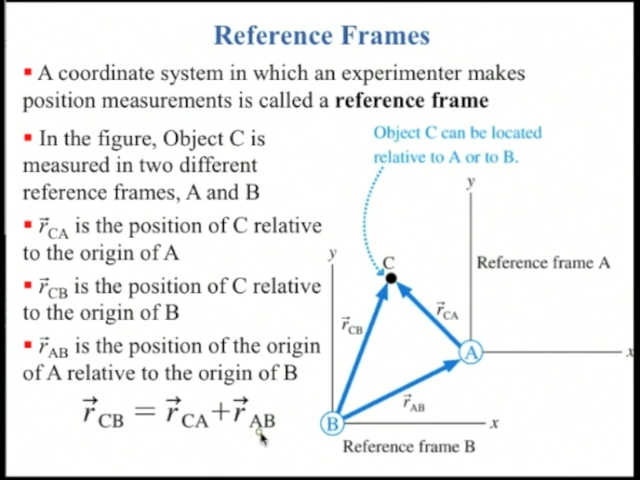 Reference Frames
▪ A coordinate system in which an experimenter makes
position measurements is called a reference frame
▪ In the figure, Object C is
measured in two different
reference frames, A and B
▪ r⃗CA is the position of C relative
to the origin of A
▪ r⃗CB is the position of C relative
to the origin of B
▪ r⃗AB is the position of the origin
of A relative to the origin of B
r⃗CB = r⃗CA+r⃗AB
Object C can be located
relative to A or to B.
y
Reference frame A
y
C
r⃗CA
r⃗CB
A
x
r⃗AB
B
x
Reference frame B